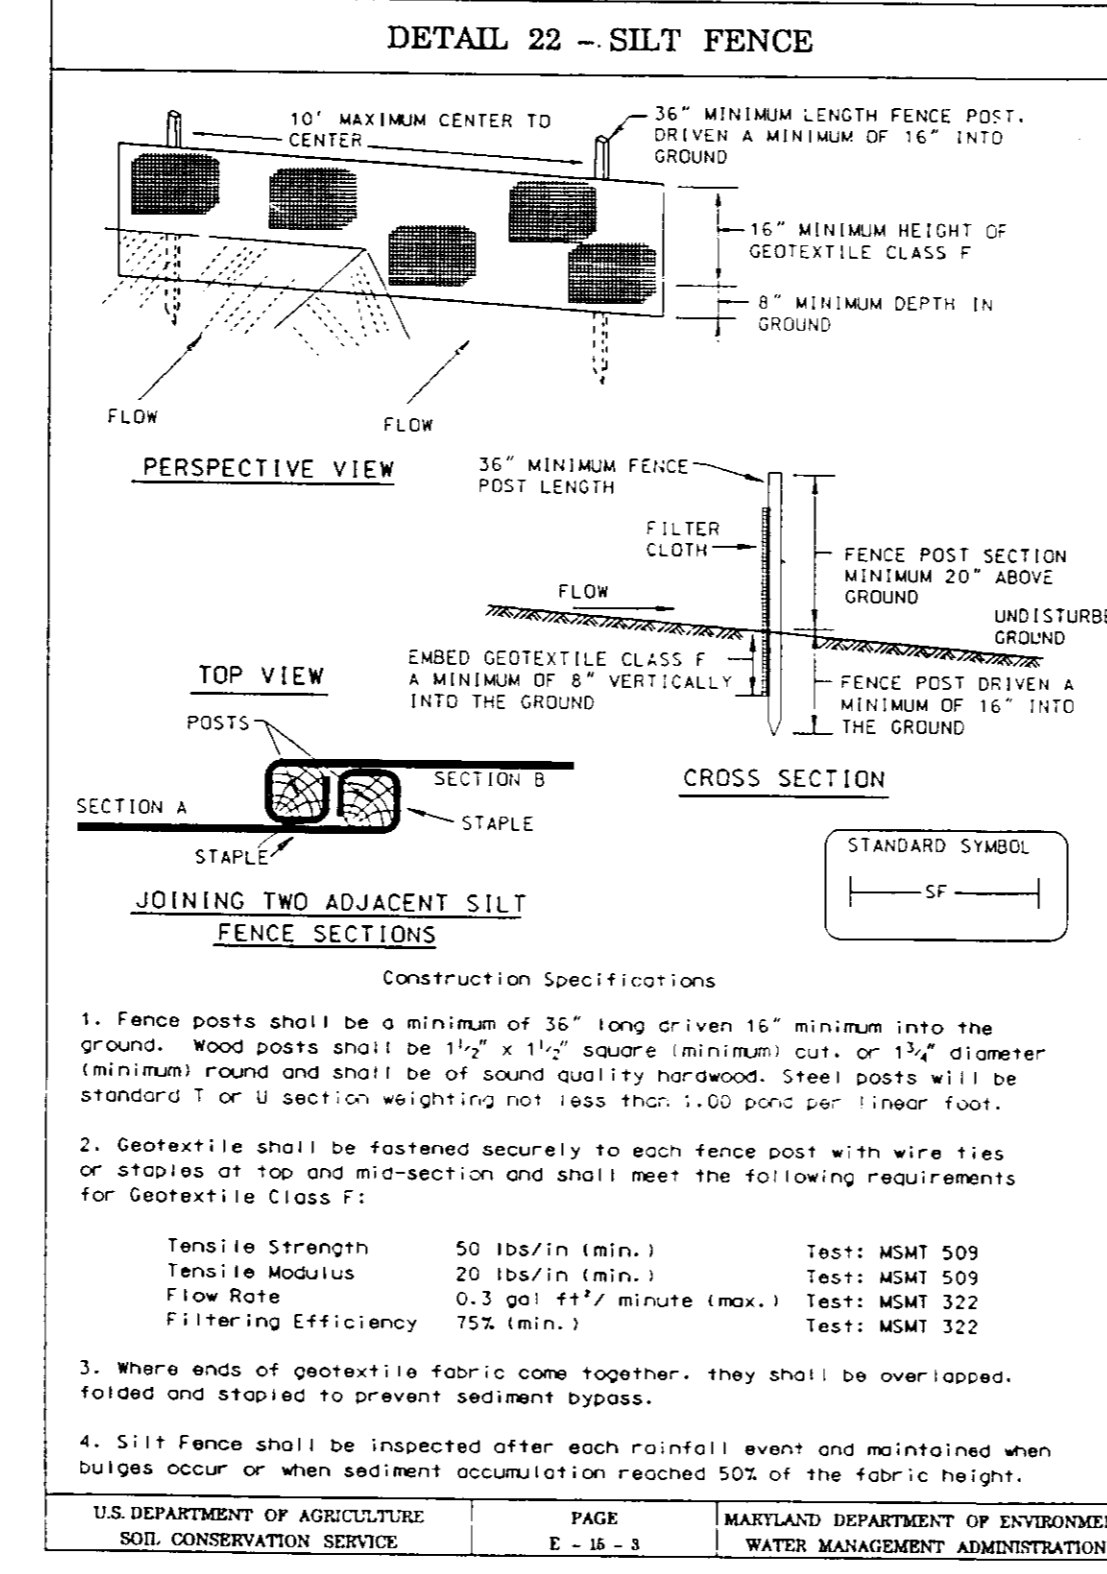 DETAIL 22 - SILT FENCE
10' MAXIMUM CENTER TO
CENTER
36" MINIMUM LENGTH FENCE POST.
DRIVEN A MINIMUM OF 16" INTO
GROUND
16" MINIMUM HEIGHT OF
GEOTEXTILE CLASS F
8" MINIMUM DEPTH IN
GROUND
FLOW
FLOW
PERSPECTIVE VIEW
36" MINIMUM FENCE
POST LENGTH
FILTER
CLOTH
FLOW
FENCE POST SECTION
MINIMUM 20" ABOVE
GROUND
UNDISTURBE
GROUND
EMBED GEOTEXTILE CLASS F
A MINIMUM OF 8" VERTICALLY
INTO THE GROUND
FENCE POST DRIVEN A
MINIMUM OF 16" INTO
THE GROUND
CROSS SECTION
TOP VIEW
POSTS
SECTION B
SECTION A
STAPLE
STAPLE
JOINING TWO ADJACENT SILT
FENCE SECTIONS
STANDARD SYMBOL
SF
Construction Specifications
1. Fence posts shall be a minimum of 36" long driven 16" minimum into the
ground. Wood posts shall be 1 1/2" x 1 1/2" square (minimum) cut. or 1 3/4" diameter
(minimum) round and shall be of sound quality hardwood. Steel posts will be
standard T or U section weighting not less than 1.00 pond per linear foot.
2. Geotextile shall be fastened securely to each fence post with wire ties
or staples at top and mid-section and shall meet the following requirements
for Geotextile Class F:
Tensile Strength 50 lbs/in (min.) Test: MSMT 509
Tensile Modulus 20 lbs/in (min.) Test: MSMT 509
Flow Rate 0.3 gal ft²/ minute (max.) Test: MSMT 322
Filtering Efficiency 75% (min.) Test: MSMT 322
3. Where ends of geotextile fabric come together. they shall be overlapped.
folded and stapled to prevent sediment bypass.
4. Silt Fence shall be inspected after each rainfall event and maintained when
bulges occur or when sediment accumulation reached 50% of the fabric height.
U.S. DEPARTMENT OF AGRICULTURE
SOIL CONSERVATION SERVICE
PAGE
E - 15 - 3
MARYLAND DEPARTMENT OF ENVIRONME
WATER MANAGEMENT ADMINISTRATION